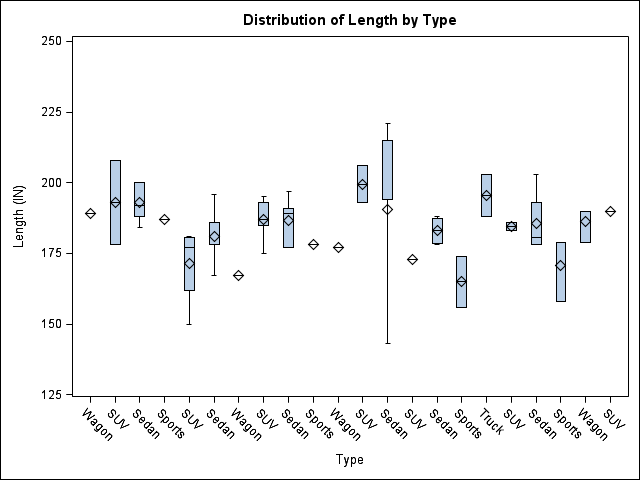 Distribution of Length by Type
Length (IN)
250
225
200
175
150
125
Wagon
SUV
Sedan
Sports
SUV
Sedan
Wagon
SUV
Sedan
Sports
Wagon
SUV
Sedan
SUV
Sedan
Sports
Truck
SUV
Sedan
Sports
Wagon
SUV
Type